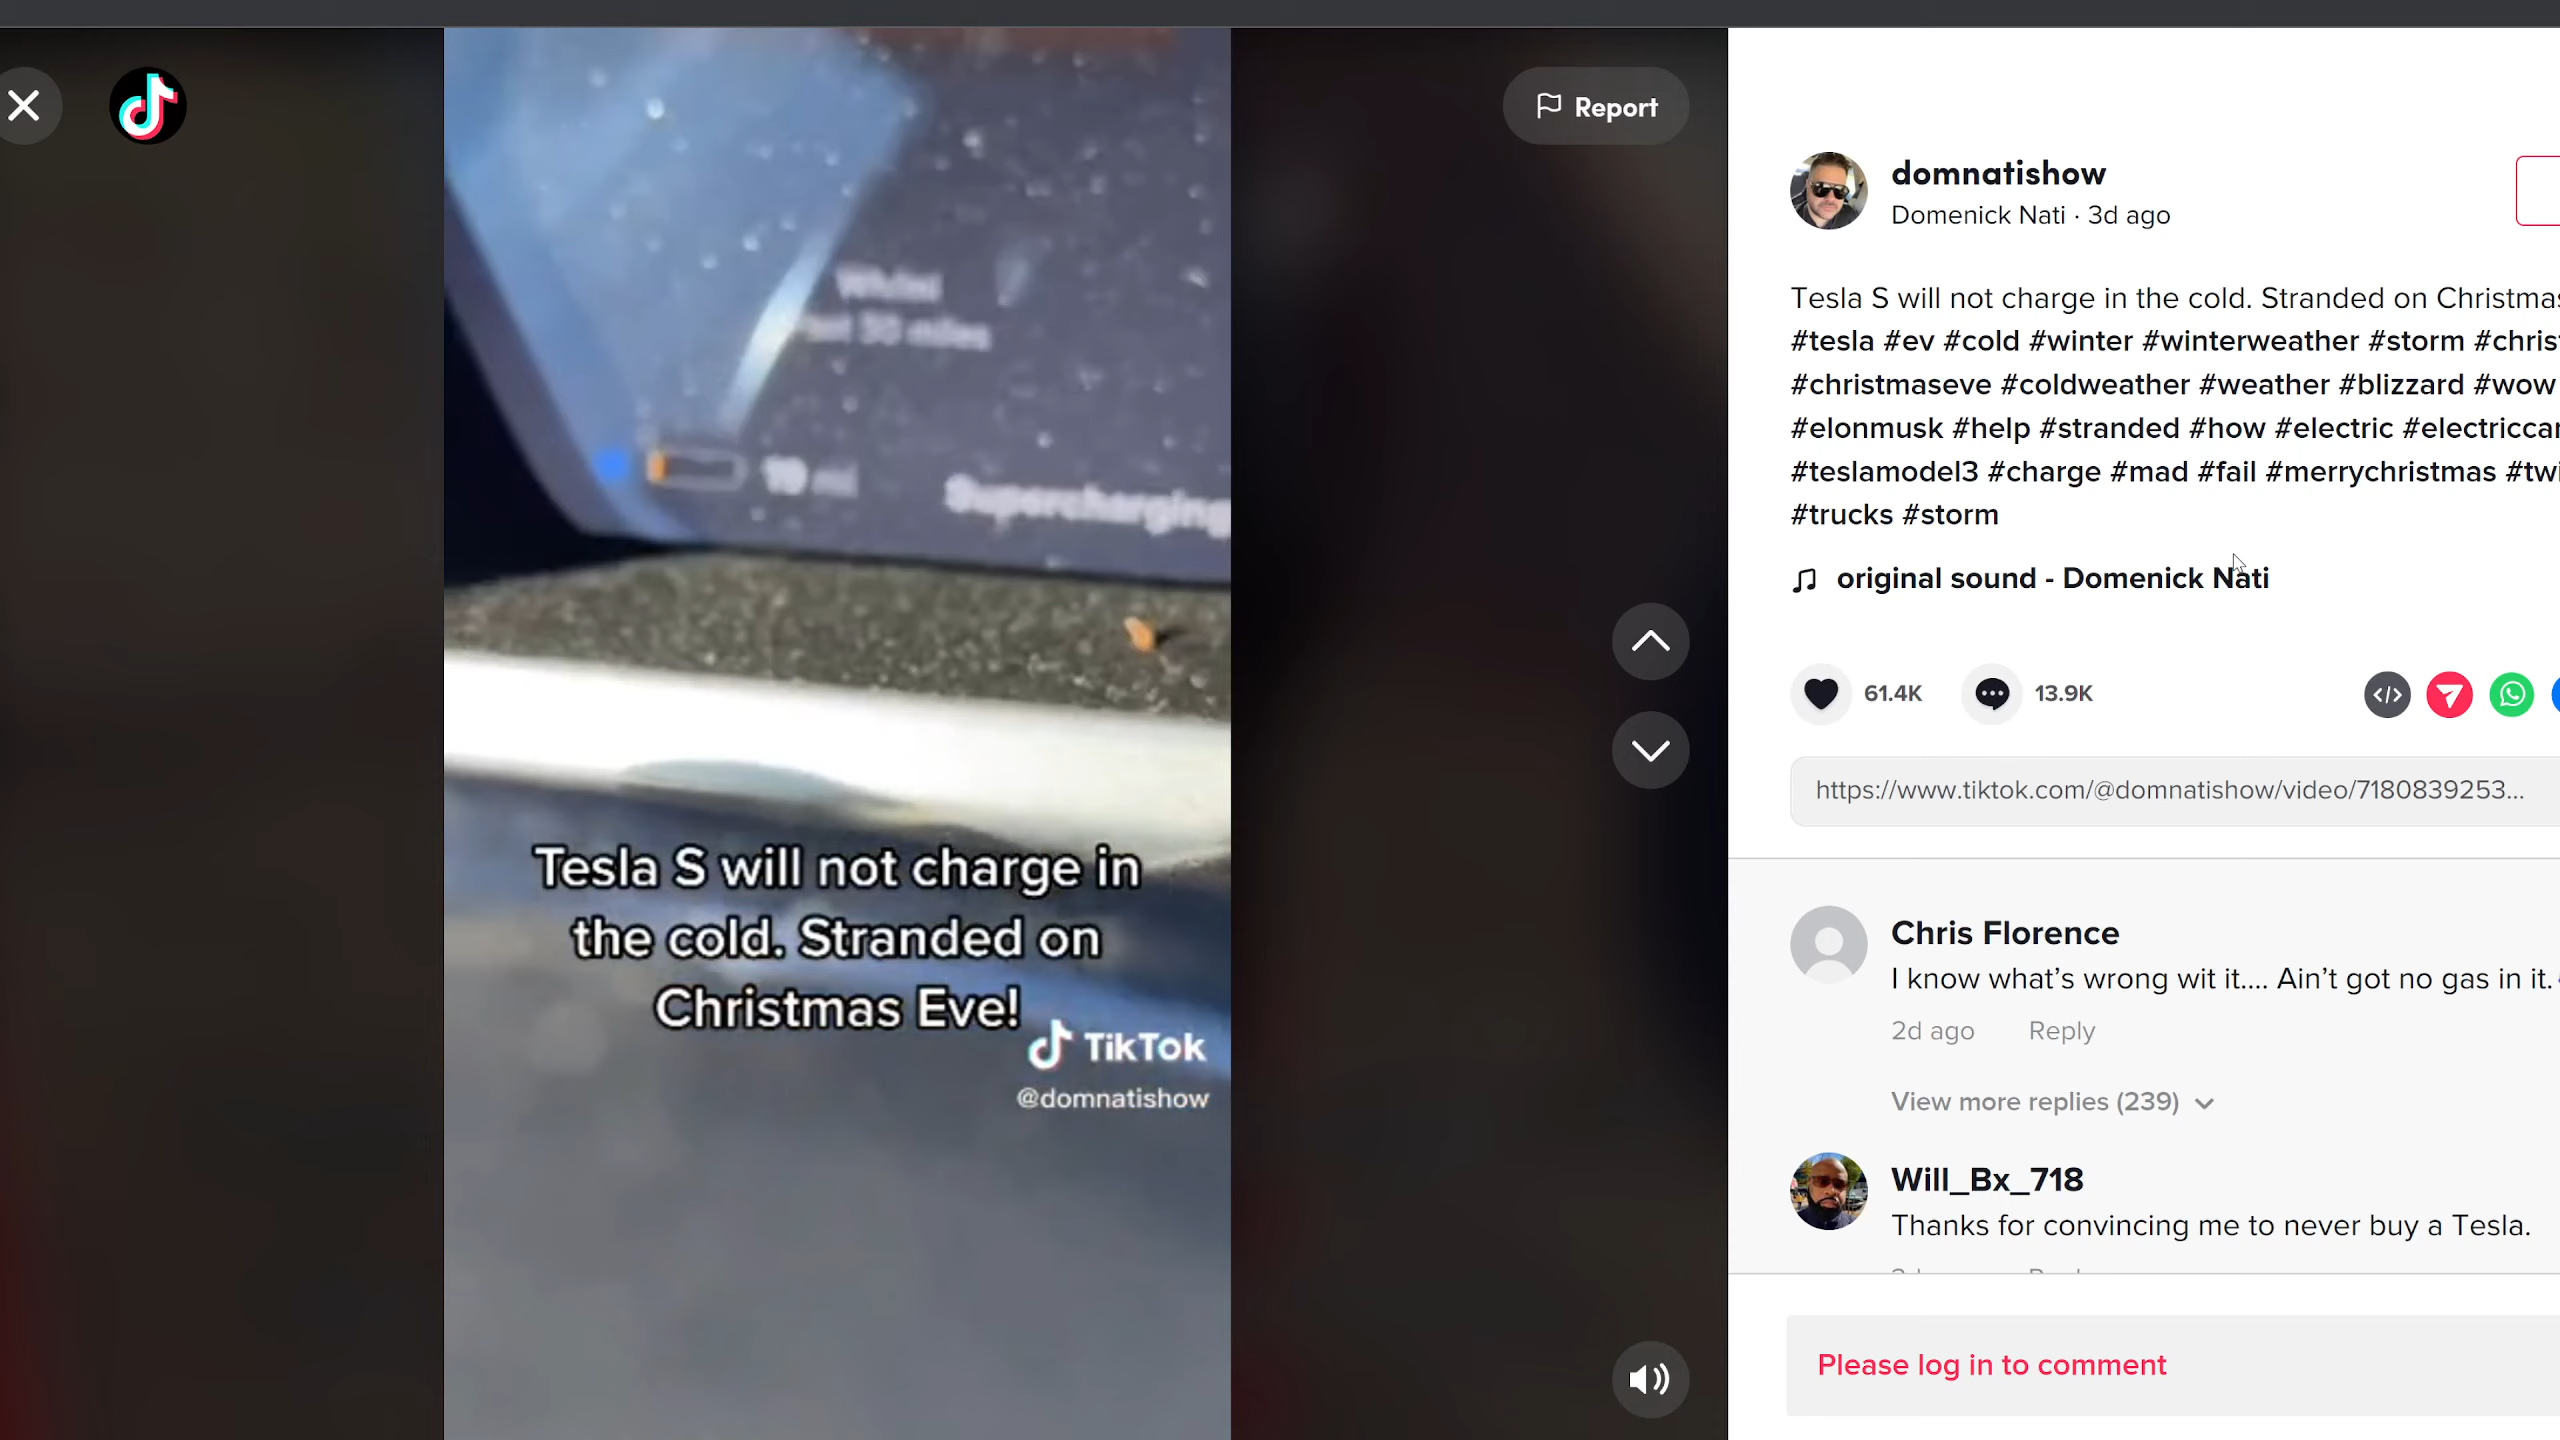 Report
miles
mi
Supercharging
Tesla S will not charge in
the cold. Stranded on
Christmas Eve!
TikTok
@domnatishow
domnatishow
Domenick Nati · 3d ago
Tesla S will not charge in the cold. Stranded on Christmas
#tesla #ev #cold #winter #winterweather #storm #chris
#christmaseve #coldweather #weather #blizzard #wow
#elonmusk #help #stranded #how #electric #electriccar
#teslamodel3 #charge #mad #fail #merrychristmas #twi
#trucks #storm
original sound - Domenick Nati
61.4K
13.9K
https://www.tiktok.com/@domnatishow/video/7180839253...
Chris Florence
I know what's wrong wit it.... Ain't got no gas in it.
2d ago Reply
View more replies (239)
Will_Bx_718
Thanks for convincing me to never buy a Tesla.
Please log in to comment